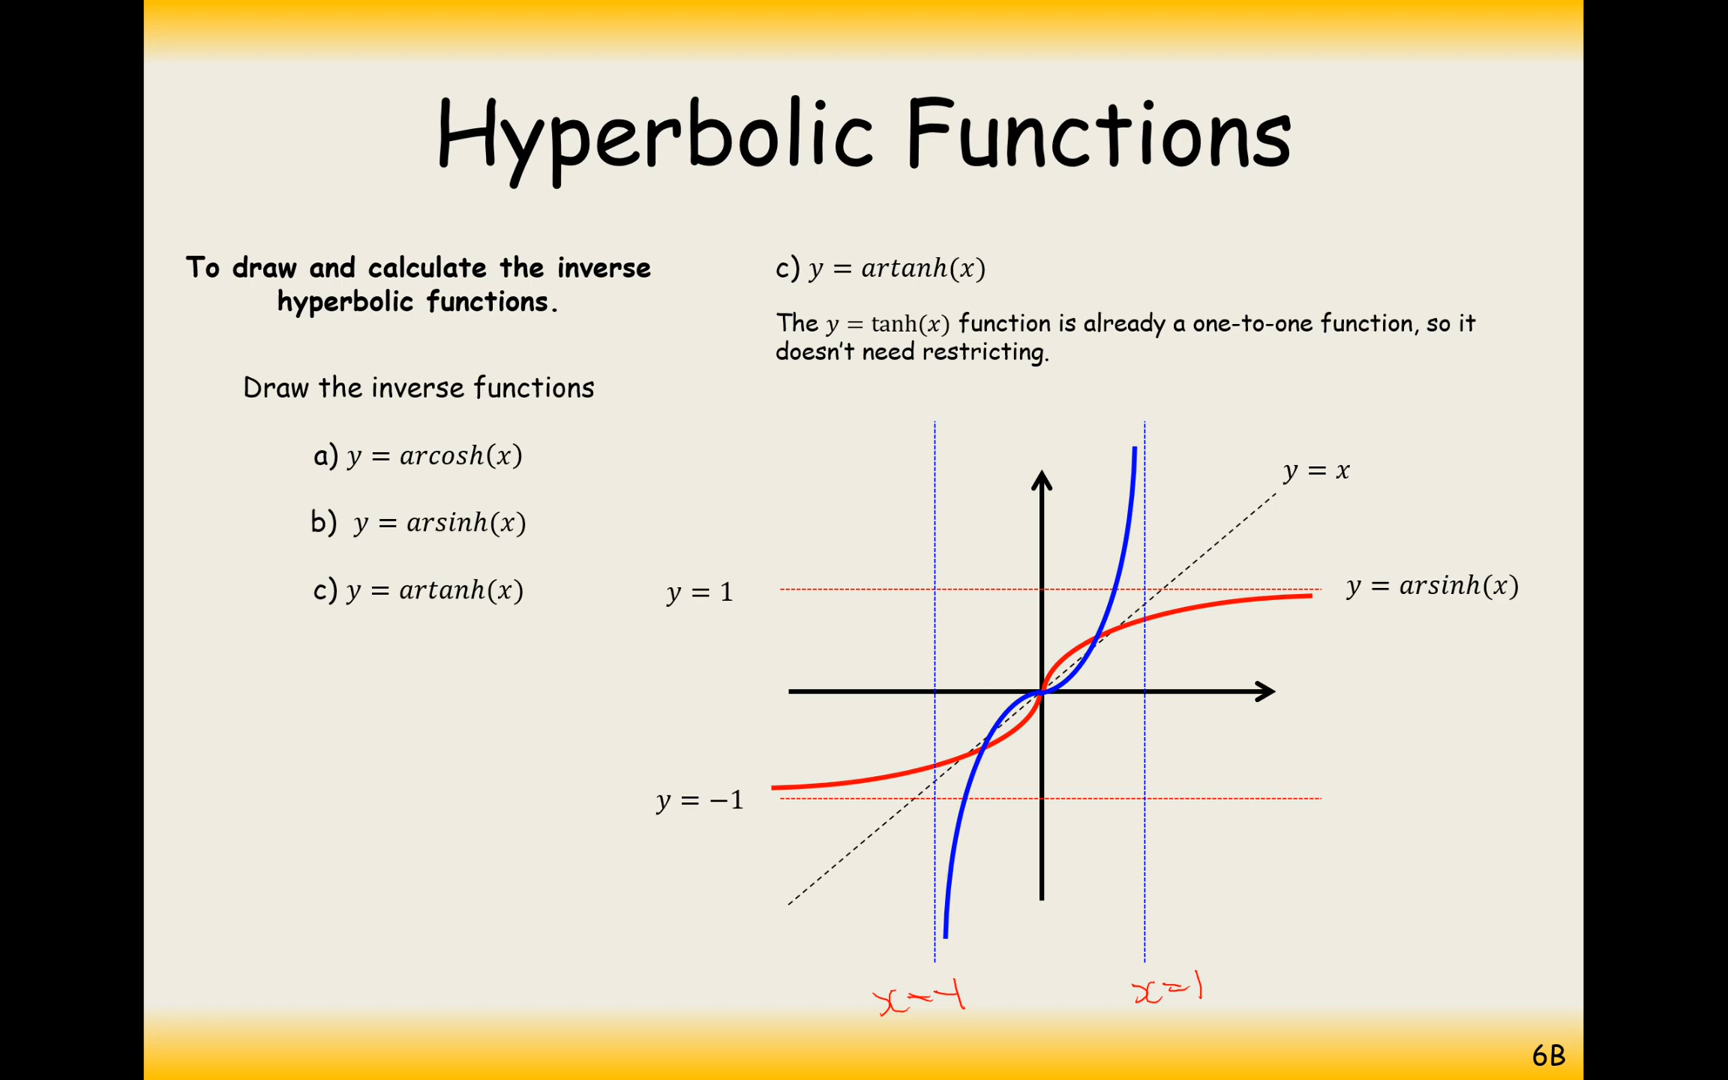 Hyperbolic Functions
To draw and calculate the inverse
hyperbolic functions.
Draw the inverse functions
a) y = arcosh(x)
b) y = arsinh(x)
c) y = artanh(x)
c) y = artanh(x)
The y = tanh(x) function is already a one-to-one function, so it
doesn't need restricting.
y = x
y = 1
y = arsinh(x)
y = −1
x=-1
x=1
6B